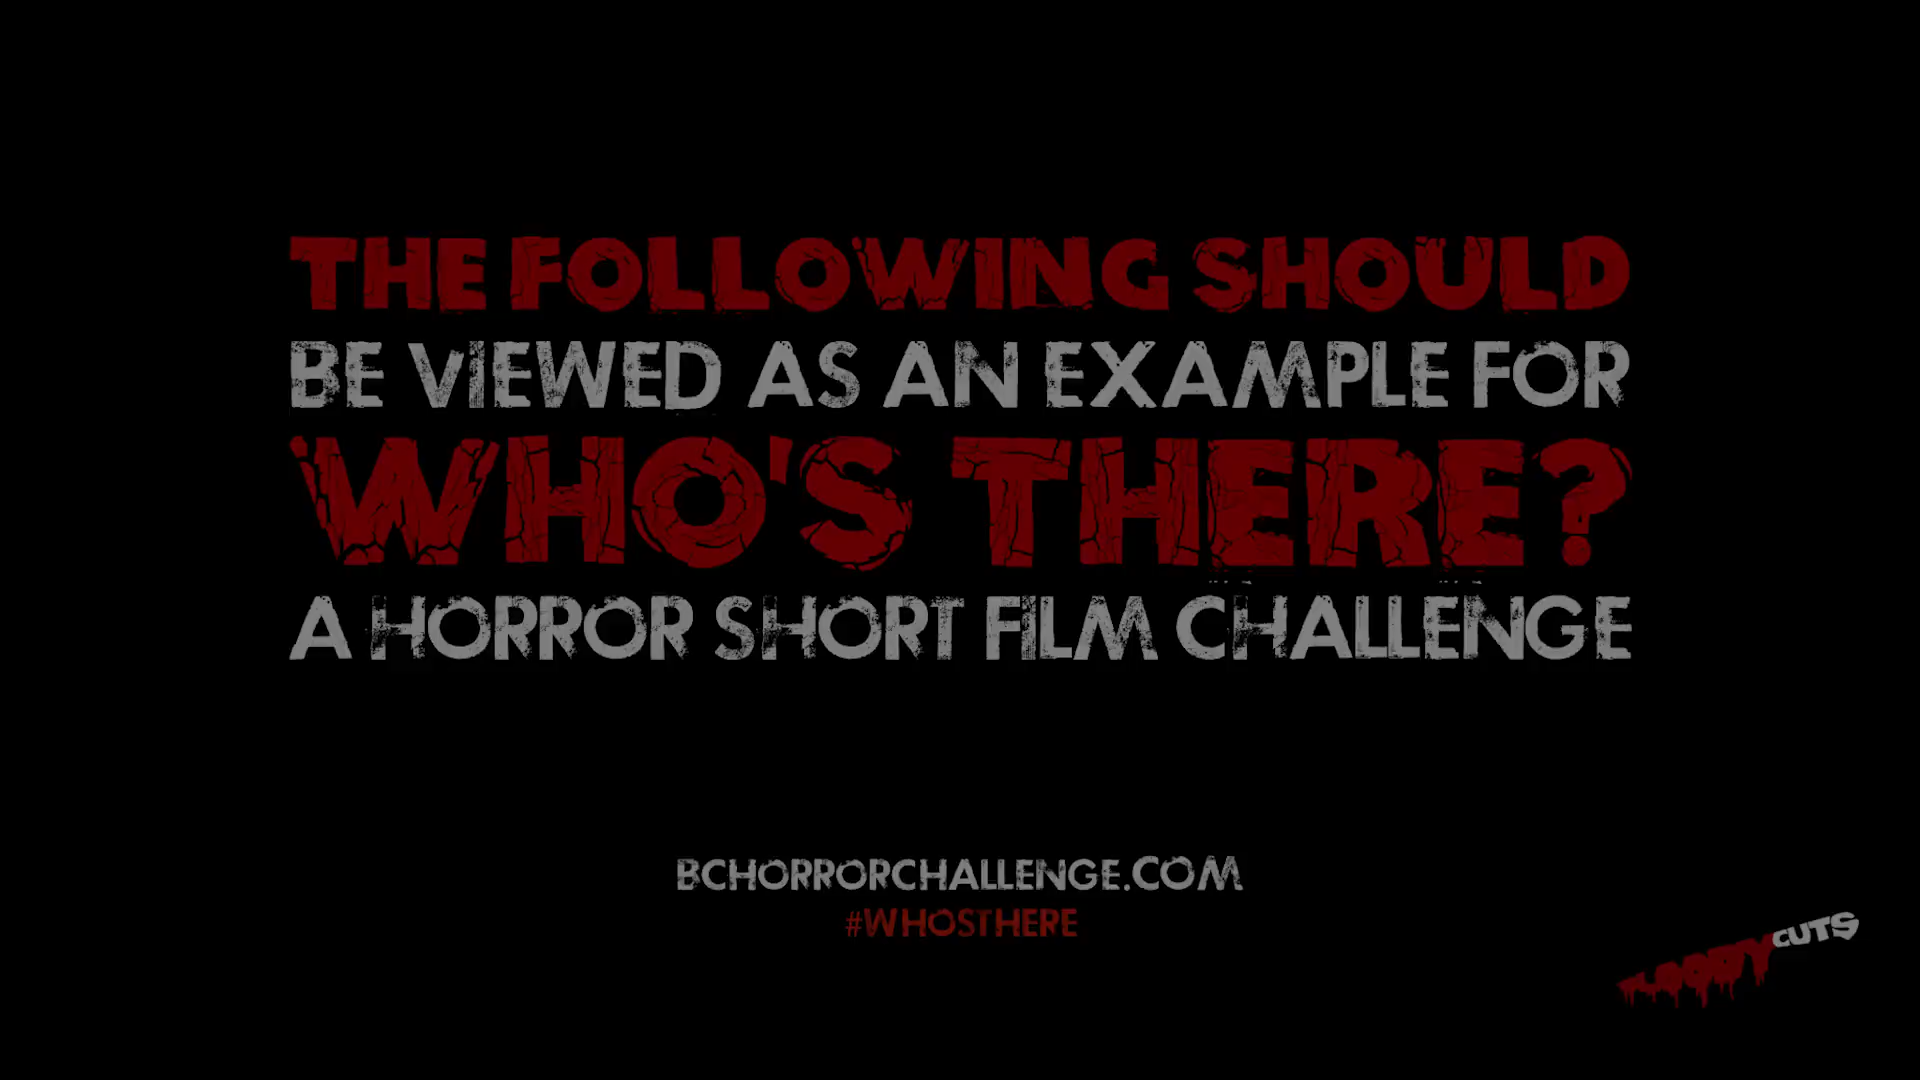 THE FOLLOWING SHOULD
BE VIEWED AS AN EXAMPLE FOR
WHO'S THERE?
A HORROR SHORT FILM CHALLENGE
BCHORRORCHALLENGE.COM
#WHOSTHERE
BLOODY CUTS